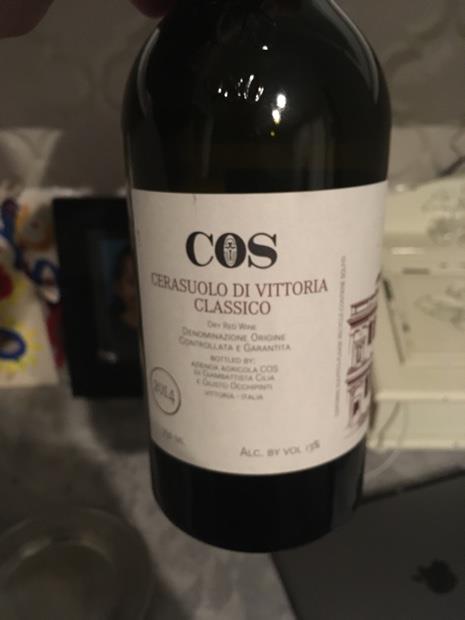 COS
CERASUOLO DI VITTORIA
CLASSICO
DRY RED WINE
DENOMINAZIONE ORIGINE
CONTROLLATA E GARANTITA
BOTTLED BY:
AZIENDA AGRICOLA COS
DI GIAMBATTISTA CILIA
E GIUSTO OCCHIPINTI
VITTORIA - ITALIA
2014
750 ML
ALC. BY VOL 13%